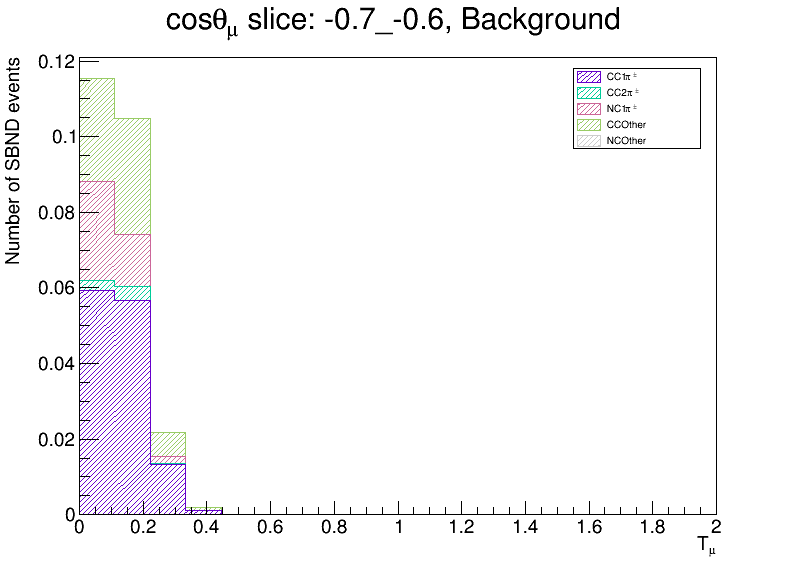 cosθμ slice: -0.7_-0.6, Background
Number of SBND events
0.12
0.1
0.08
0.06
0.04
0.02
0
CC1π ±
CC2π ±
NC1π ±
CCOther
NCOther
0 0.2 0.4 0.6 0.8 1 1.2 1.4 1.6 1.8 2
Tμ